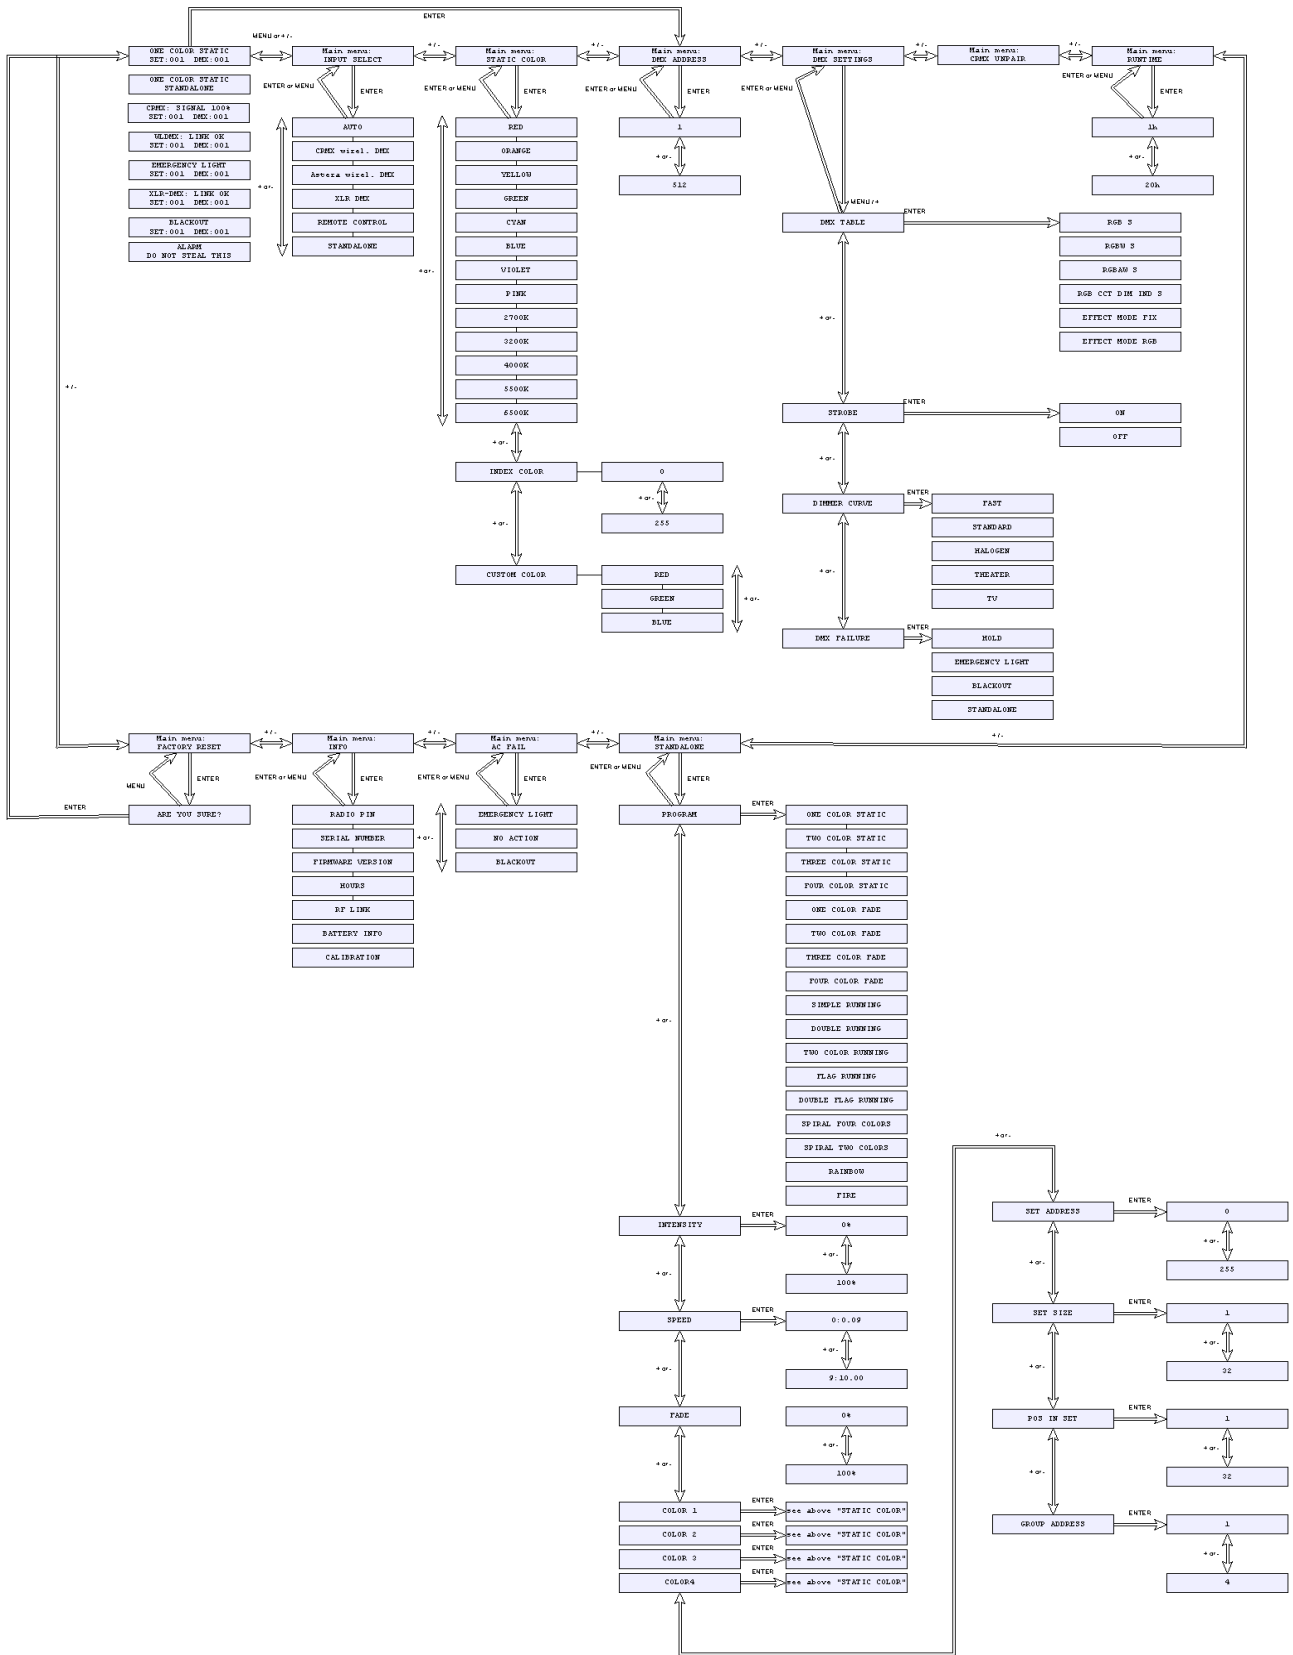 ENTER
MENU or +/-
+/-
+/-
+/-
+/-
+/-
ONE COLOR STATIC
SET:001 DMX:001
Main menu:
INPUT SELECT
Main menu:
STATIC COLOR
Main menu:
DMX ADDRESS
Main menu:
DMX SETTINGS
Main menu:
CRMX UNPAIR
Main menu:
RUNTIME
ONE COLOR STATIC
STANDALONE
CRMX: SIGNAL 100%
SET:001 DMX:001
WLDMX: LINK OK
SET:001 DMX:001
EMERGENCY LIGHT
SET:001 DMX:001
XLR-DMX: LINK OK
SET:001 DMX:001
BLACKOUT
SET:001 DMX:001
ALARM
DO NOT STEAL THIS
+/-
ENTER or MENU
ENTER
+ or -
AUTO
CRMX wirel. DMX
Astera wirel. DMX
XLR DMX
REMOTE CONTROL
STANDALONE
ENTER or MENU
ENTER
+ or -
RED
ORANGE
YELLOW
GREEN
CYAN
BLUE
VIOLET
PINK
2700K
3200K
4000K
5500K
6500K
+ or -
INDEX COLOR
0
+ or -
255
+ or -
CUSTOM COLOR
RED
GREEN
BLUE
+ or -
ENTER or MENU
ENTER
1
+ or -
512
ENTER or MENU
MENU / +
DMX TABLE
ENTER
RGB S
RGBW S
RGBAW S
RGB CCT DIM IND S
EFFECT MODE FIX
EFFECT MODE RGB
+ or -
STROBE
ENTER
ON
OFF
+ or -
DIMMER CURVE
ENTER
FAST
STANDARD
HALOGEN
THEATER
TV
+ or -
DMX FAILURE
ENTER
HOLD
EMERGENCY LIGHT
BLACKOUT
STANDALONE
ENTER or MENU
ENTER
1h
+ or -
20h
+/-
+/-
+/-
+/-
Main menu:
FACTORY RESET
Main menu:
INFO
Main menu:
AC FAIL
Main menu:
STANDALONE
MENU
ENTER
ENTER
ARE YOU SURE?
ENTER or MENU
ENTER
RADIO PIN
SERIAL NUMBER
FIRMWARE VERSION
HOURS
RF LINK
BATTERY INFO
CALIBRATION
ENTER or MENU
ENTER
+ or -
EMERGENCY LIGHT
NO ACTION
BLACKOUT
ENTER or MENU
ENTER
PROGRAM
ENTER
ONE COLOR STATIC
TWO COLOR STATIC
THREE COLOR STATIC
FOUR COLOR STATIC
ONE COLOR FADE
TWO COLOR FADE
THREE COLOR FADE
FOUR COLOR FADE
SIMPLE RUNNING
DOUBLE RUNNING
TWO COLOR RUNNING
FLAG RUNNING
DOUBLE FLAG RUNNING
SPIRAL FOUR COLORS
SPIRAL TWO COLORS
RAINBOW
FIRE
+ or -
INTENSITY
ENTER
0%
+ or -
100%
+ or -
SPEED
ENTER
0:0.09
+ or -
9:10.00
+ or -
FADE
0%
+ or -
100%
+ or -
COLOR 1
ENTER
see above "STATIC COLOR"
COLOR 2
ENTER
see above "STATIC COLOR"
COLOR 3
ENTER
see above "STATIC COLOR"
COLOR4
ENTER
see above "STATIC COLOR"
+ or -
SET ADDRESS
ENTER
0
+ or -
255
+ or -
SET SIZE
ENTER
1
+ or -
32
+ or -
POS IN SET
ENTER
1
+ or -
32
+ or -
GROUP ADDRESS
ENTER
1
+ or -
4